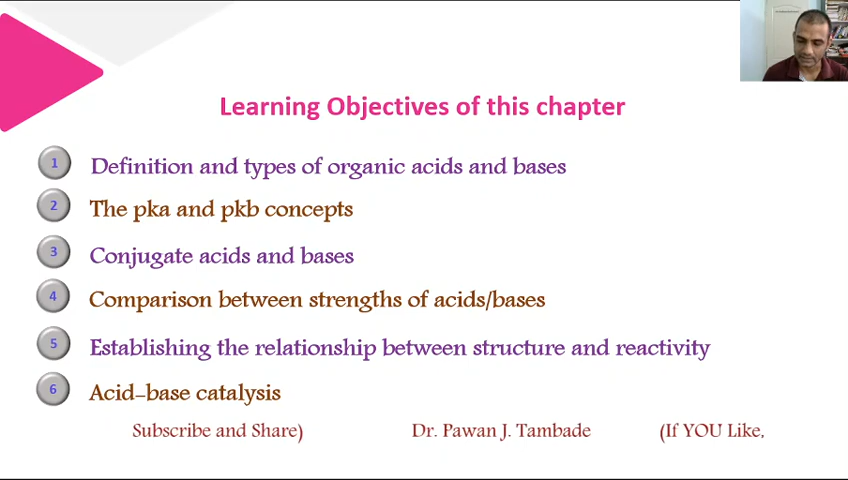 Learning Objectives of this chapter
1 Definition and types of organic acids and bases
2 The pka and pkb concepts
3 Conjugate acids and bases
4 Comparison between strengths of acids/bases
5 Establishing the relationship between structure and reactivity
6 Acid-base catalysis
Subscribe and Share) Dr. Pawan J. Tambade (If YOU Like,